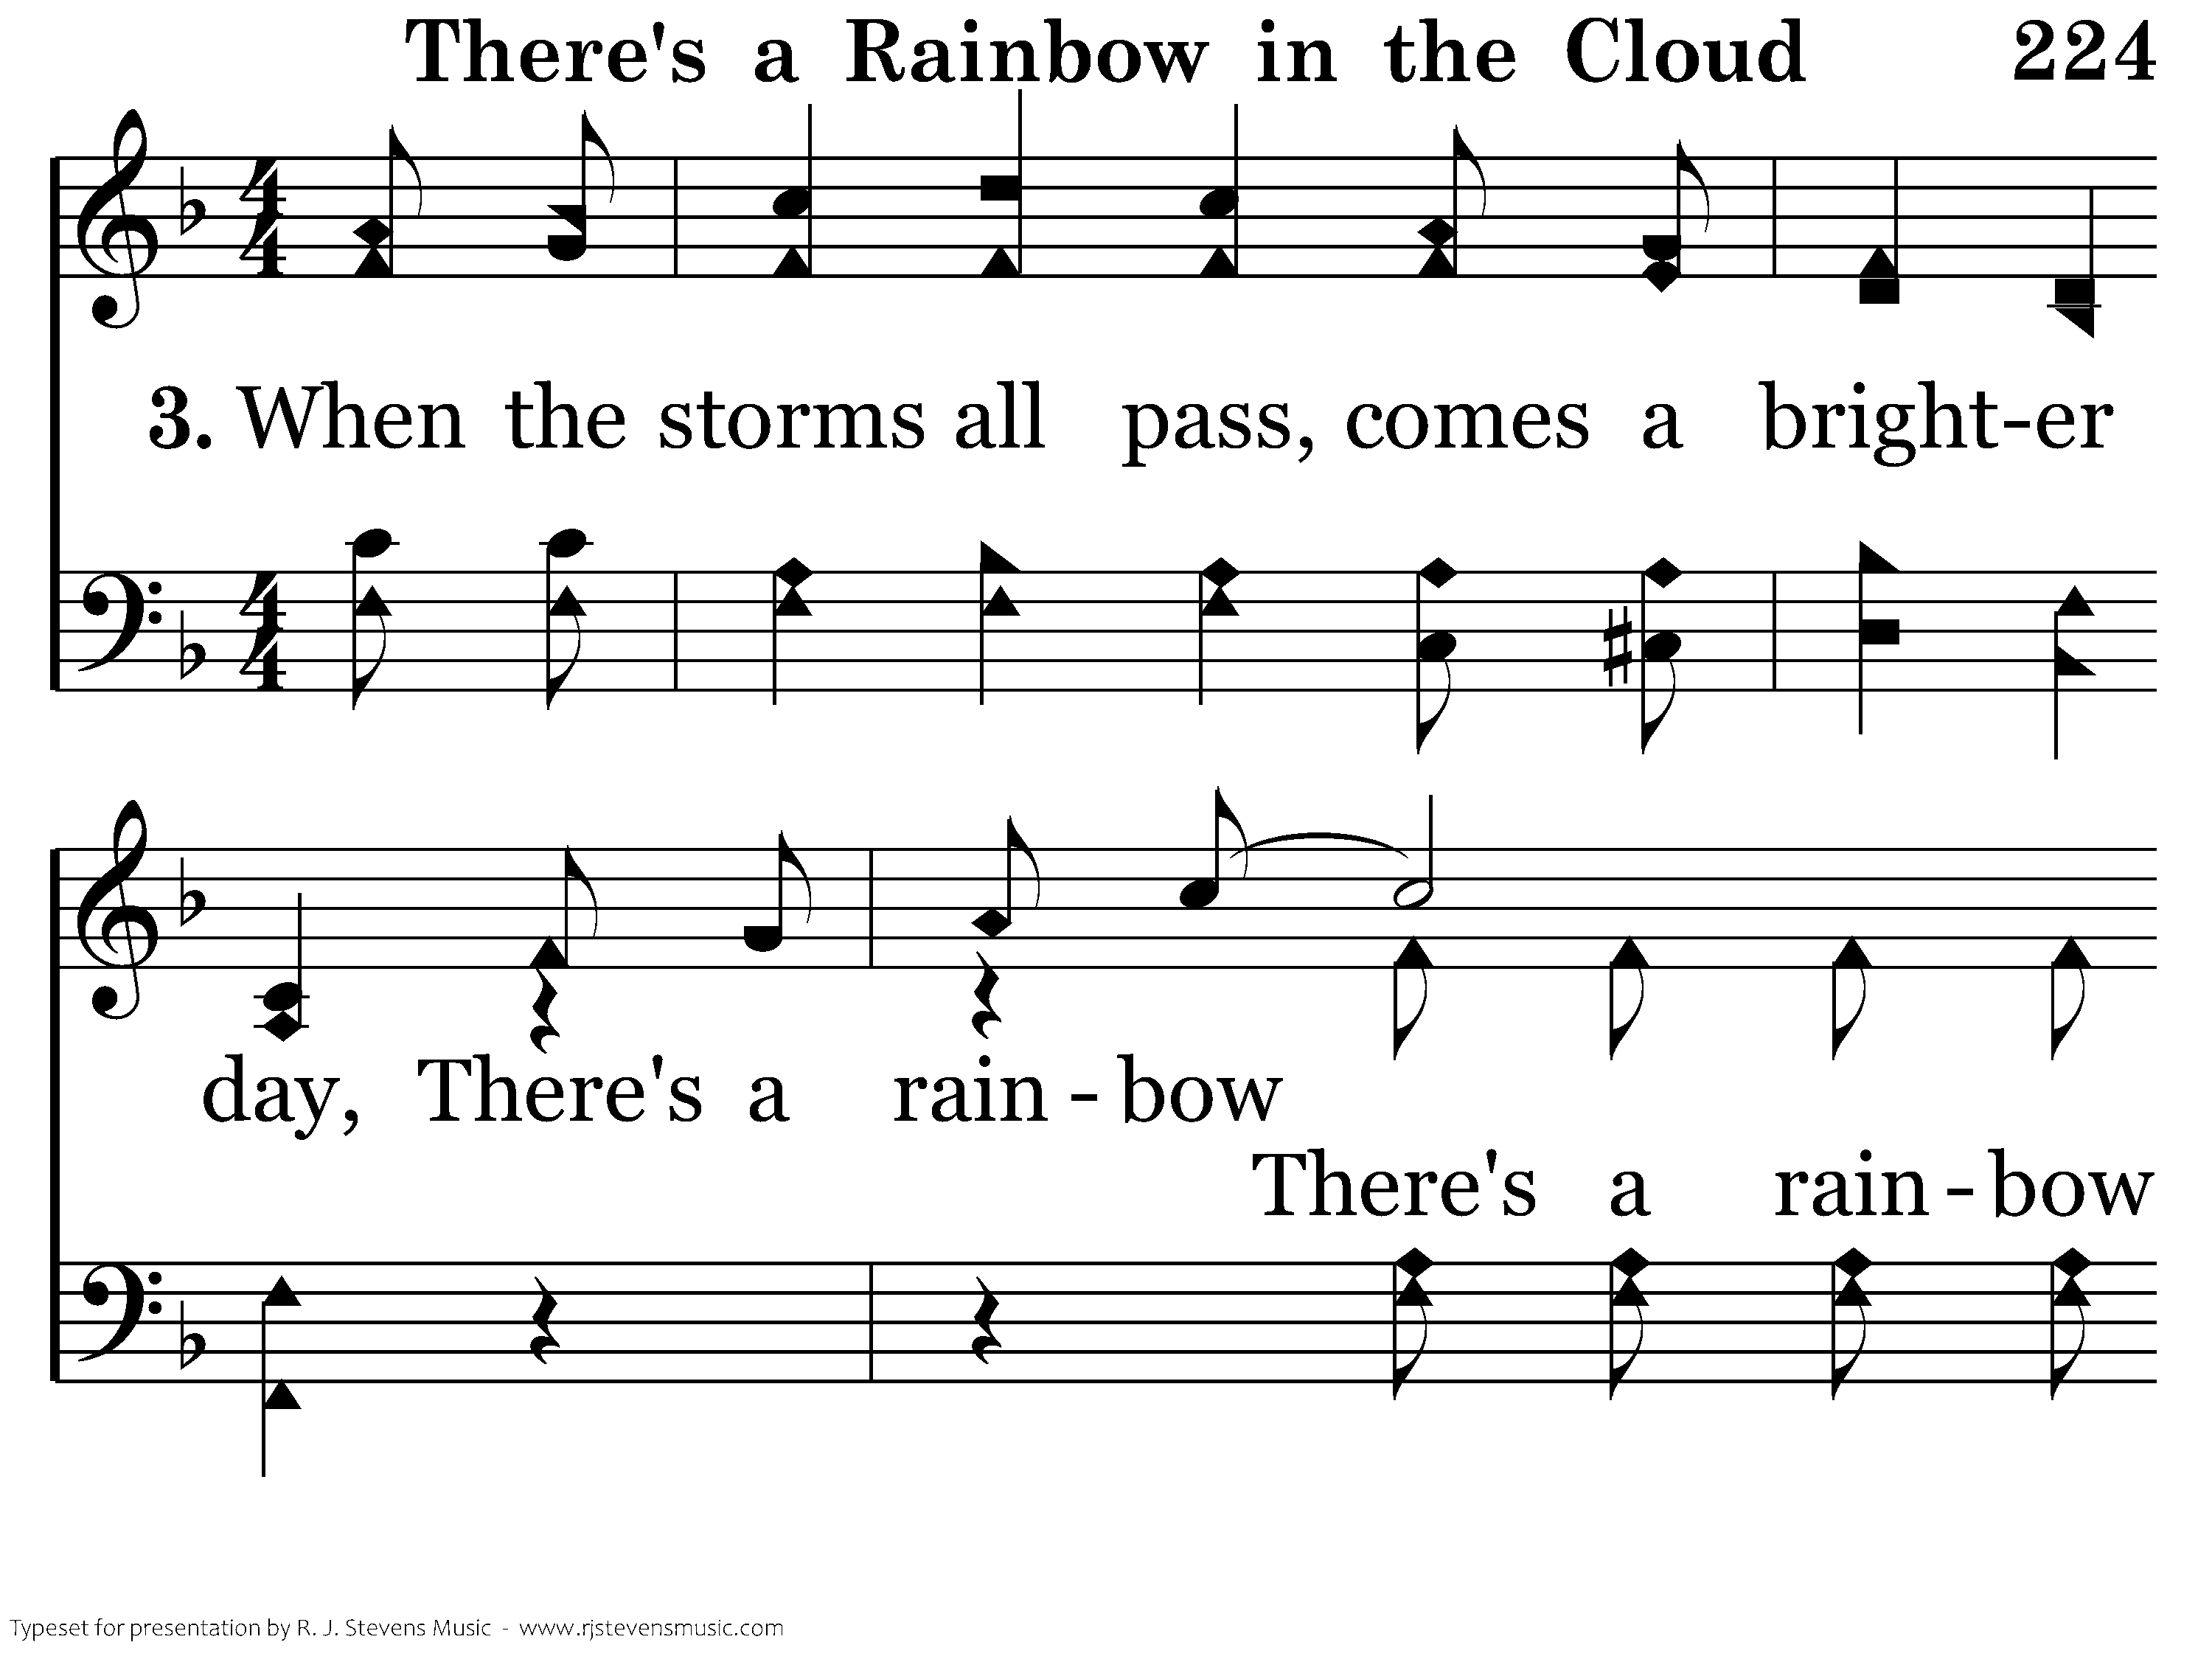 There's a Rainbow in the Cloud 224
3. When the storms all pass, comes a bright-er
day, There's a rain - bow
There's a rain - bow
Typeset for presentation by R. J. Stevens Music - www.rjstevensmusic.com